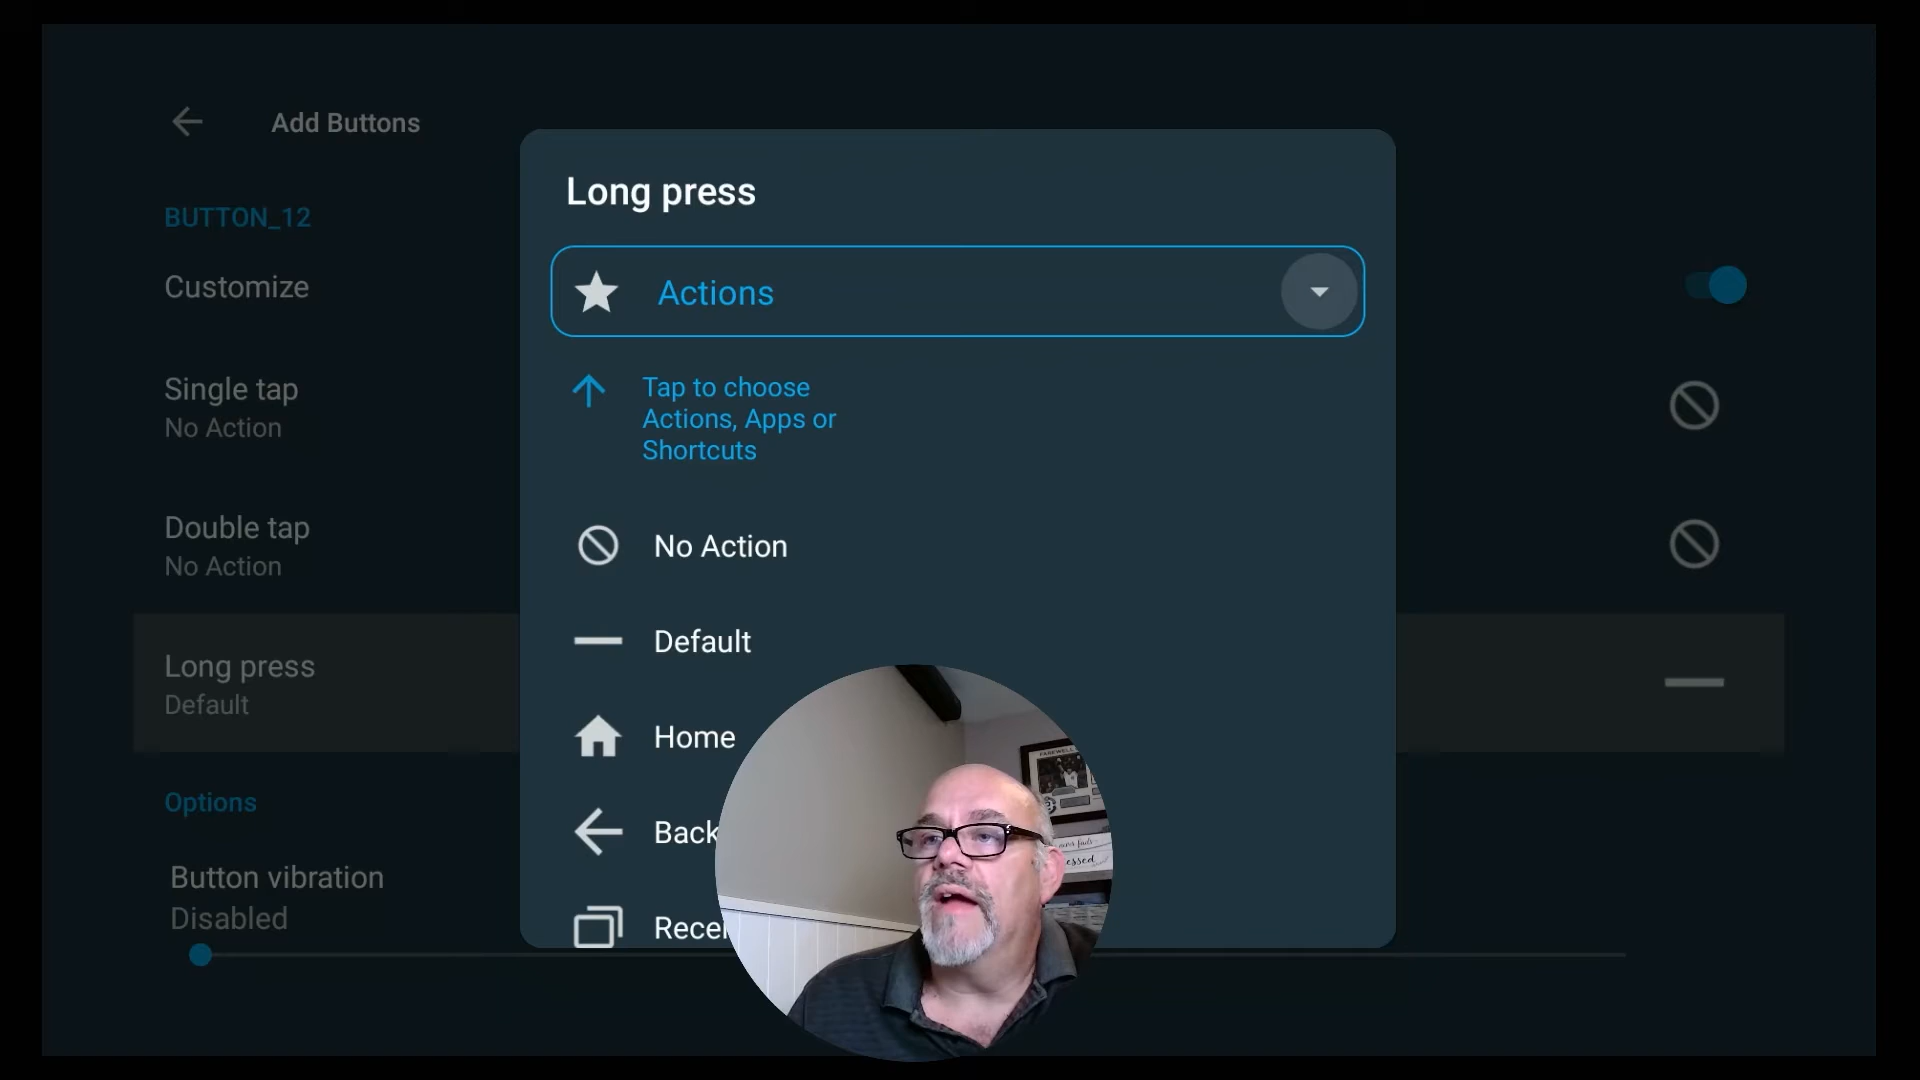 Add Buttons
BUTTON_12
Customize
Single tap
No Action
Double tap
No Action
Long press
Default
Options
Button vibration
Disabled
Long press
Actions
Tap to choose
Actions, Apps or
Shortcuts
No Action
Default
Home
Back
FAREWELL